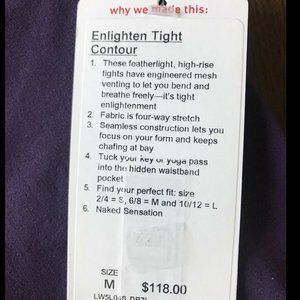 why we made this:
Enlighten Tight
Contour
1. These featherlight, high-rise
tights have engineered mesh
venting to let you bend and
breathe freely—it's tight
enlightenment
2. Fabric is four-way stretch
3. Seamless construction lets you
focus on your form and keeps
chafing at bay
4. Tuck your key or yoga pass
into the hidden waistband
pocket
5. Find your perfect fit: size
2/4 = S, 6/8 = M and 10/12 = L
6. Naked Sensation
SIZE
M $118.00